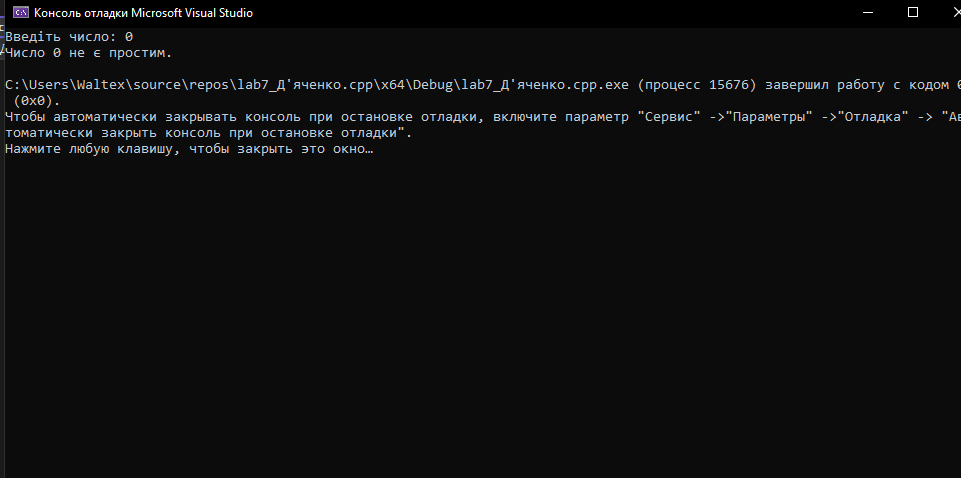 Консоль отладки Microsoft Visual Studio
Введіть число: 0
Число 0 не є простим.
C:\Users\Waltex\source\repos\lab7_Д'яченко.cpp\x64\Debug\lab7_Д'яченко.cpp.exe (процесс 15676) завершил работу с кодом 0
(0x0).
Чтобы автоматически закрывать консоль при остановке отладки, включите параметр "Сервис" ->"Параметры" ->"Отладка" -> "Ав
томатически закрыть консоль при остановке отладки".
Нажмите любую клавишу, чтобы закрыть это окно…